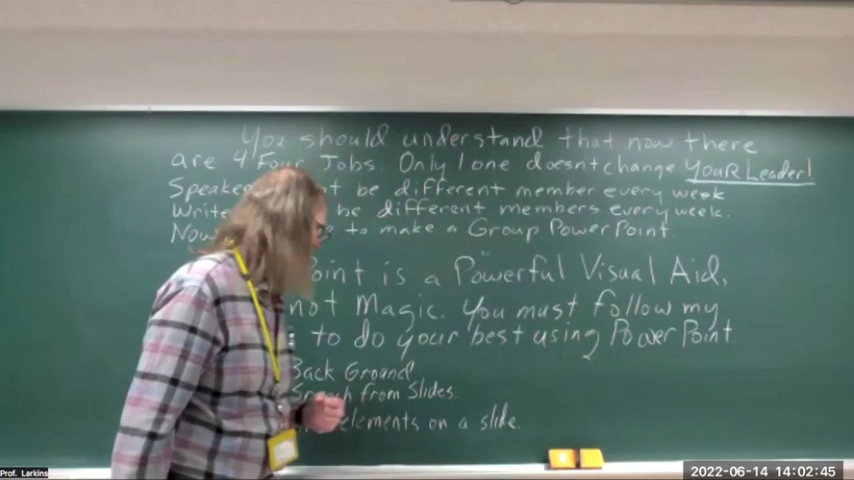 You should understand that now there
are 4 Four Jobs. Only 1 one doesn't change YOUR Leader!
Speaker be different member every week
Write be different members every week.
Now to make a Group PowerPoint
Point is a Powerful Visual Aid,
not Magic. You must follow my
to do your best using PowerPoint
Back Ground
from Slides.
elements on a slide.
Prof. Larkins
2022-06-14 14:02:45